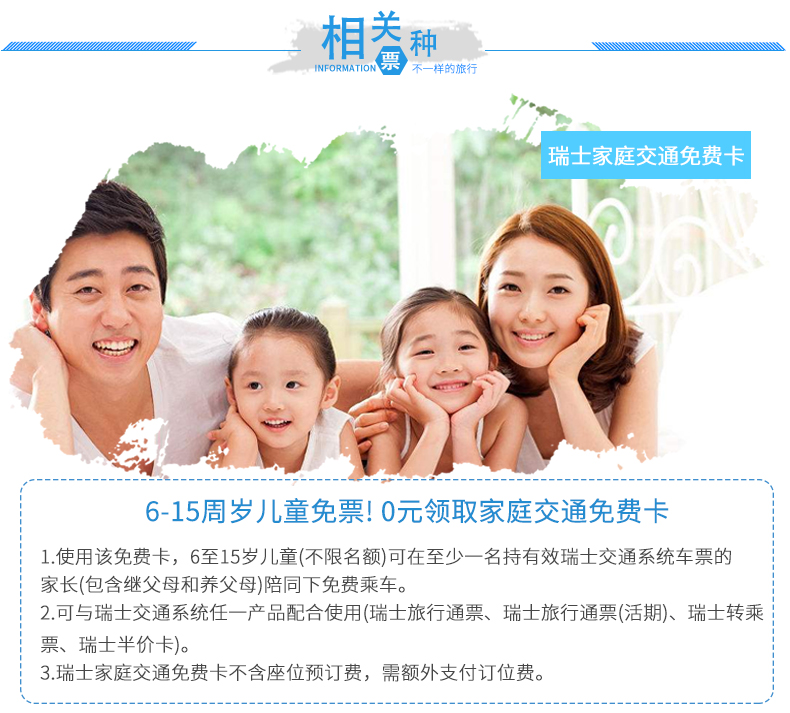 相关票种
INFORMATION 不一样的旅行
瑞士家庭交通免费卡
6-15周岁儿童免票! 0元领取家庭交通免费卡
1.使用该免费卡，6至15岁儿童(不限名额)可在至少一名持有效瑞士交通系统车票的
家长(包含继父母和养父母)陪同下免费乘车。
2.可与瑞士交通系统任一产品配合使用(瑞士旅行通票、瑞士旅行通票(活期)、瑞士转乘
票、瑞士半价卡)。
3.瑞士家庭交通免费卡不含座位预订费，需额外支付订位费。